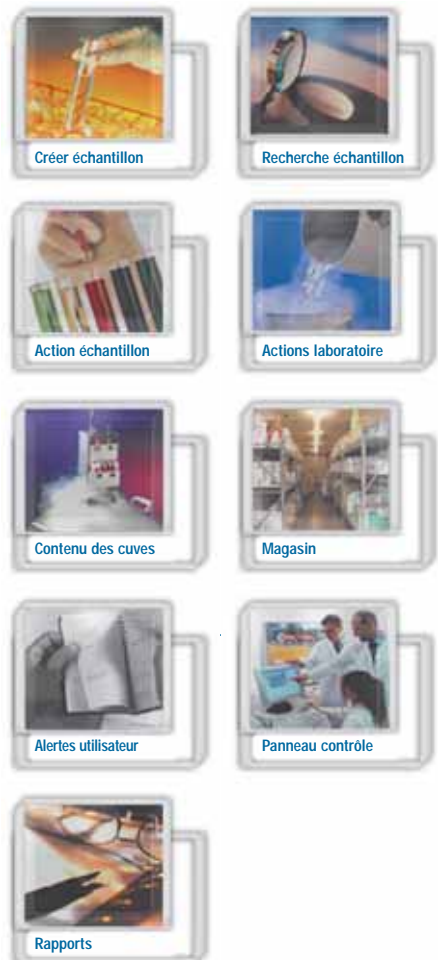 Créer échantillon
Recherche échantillon
Action échantillon
Actions laboratoire
Contenu des cuves
Magasin
Alertes utilisateur
Panneau contrôle
Rapports